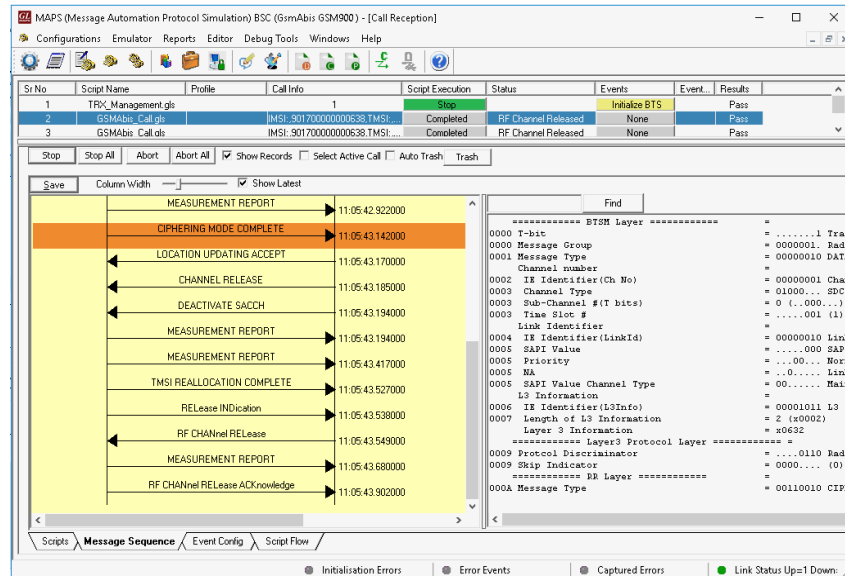 MAPS (Message Automation Protocol Simulation) BSC (GsmAbis GSM900) - [Call Reception]
Configurations Emulator Reports Editor Debug Tools Windows Help
Sr No Script Name Profile Call Info Script Execution Status Events Event... Results
1 TRX_Management.gls 1 Stop Initialize BTS Pass
2 GSMAbis_Call.gls IMSI:,901700000000638,TMSI:,... Completed RF Channel Released None Pass
3 GSMAbis_Call.gls IMSI:,901700000000638,TMSI:,... Completed RF Channel Released None Pass
Stop Stop All Abort Abort All Show Records Select Active Call Auto Trash Trash
Save Column Width Show Latest
MEASUREMENT REPORT 11:05:42.922000
CIPHERING MODE COMPLETE 11:05:43.142000
LOCATION UPDATING ACCEPT 11:05:43.170000
CHANNEL RELEASE 11:05:43.185000
DEACTIVATE SACCH 11:05:43.194000
MEASUREMENT REPORT 11:05:43.194000
MEASUREMENT REPORT 11:05:43.417000
TMSI REALLOCATION COMPLETE 11:05:43.527000
RELease INDication 11:05:43.538000
RF CHANnel RELease 11:05:43.549000
MEASUREMENT REPORT 11:05:43.680000
RF CHANnel RELease ACKnowledge 11:05:43.902000
Find
============ BTSM Layer ============ =
0000 T-bit = .......1 Tra
0000 Message Group = 0000001. Rad
0001 Message Type = 00000010 DAT
Channel number =
0002 IE Identifier(Ch No) = 00000001 Cha
0003 Channel Type = 01000... SDC
0003 Sub-Channel #(T bits) = 0 (..000...)
0003 Time Slot # = .....001 (1)
Link Identifier =
0004 IE Identifier(LinkId) = 00000010 Lin
0005 SAPI Value = .....000 SAP
0005 Priority = ...00... Nor
0005 NA = ..0..... Lin
0005 SAPI Value Channel Type = 00...... Mai
L3 Information =
0006 IE Identifier(L3Info) = 00001011 L3
0007 Length of L3 Information = 2 (x0002)
Layer 3 Information = x0632
============ Layer3 Protocol Layer ============ =
0009 Protcol Discriminator = ....0110 Rad
0009 Skip Indicator = 0000.... (0)
============ RR Layer ============ =
000A Message Type = 00110010 CIP
Scripts Message Sequence Event Config Script Flow
Initialisation Errors Error Events Captured Errors Link Status Up=1 Down: